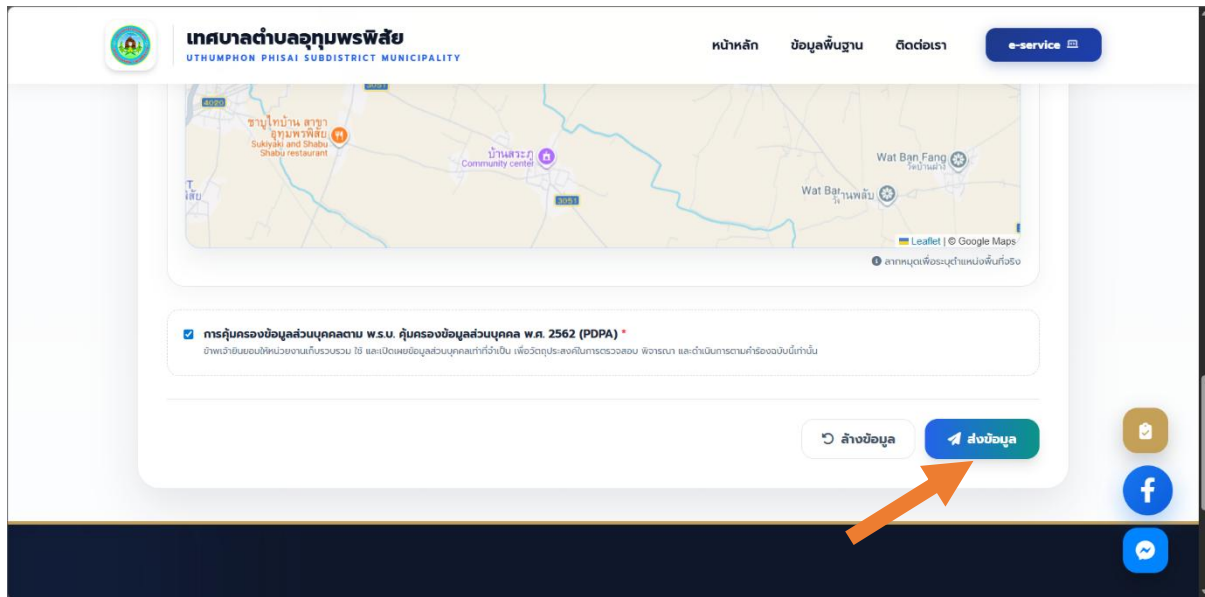 เทศบาลตำบลอุทุมพรพิสัย
UTHUMPHON PHISAI SUBDISTRICT MUNICIPALITY
หน้าหลัก
ข้อมูลพื้นฐาน
ติดต่อเรา
e-service
4020
ชาบูไทบ้าน สาขา
อุทุมพรพิสัย
Sukiyaki and Shabu
Shabu restaurant
บ้านสระภู
Community center
3051
Wat Ban Fang
วัดบ้านฝาง
Leaflet | © Google Maps
ลากหมุดเพื่อระบุตำแหน่งพื้นที่จริง
การคุ้มครองข้อมูลส่วนบุคคลตาม พ.ร.บ. คุ้มครองข้อมูลส่วนบุคคล พ.ศ. 2562 (PDPA) *
ข้าพเจ้ายินยอมให้หน่วยงานเก็บรวบรวม ใช้ และเปิดเผยข้อมูลส่วนบุคคลเท่าที่จำเป็น เพื่อวัตถุประสงค์ในการตรวจสอบ พิจารณา และดำเนินการตามคำร้องฉบับนี้เท่านั้น
ล้างข้อมูล
ส่งข้อมูล